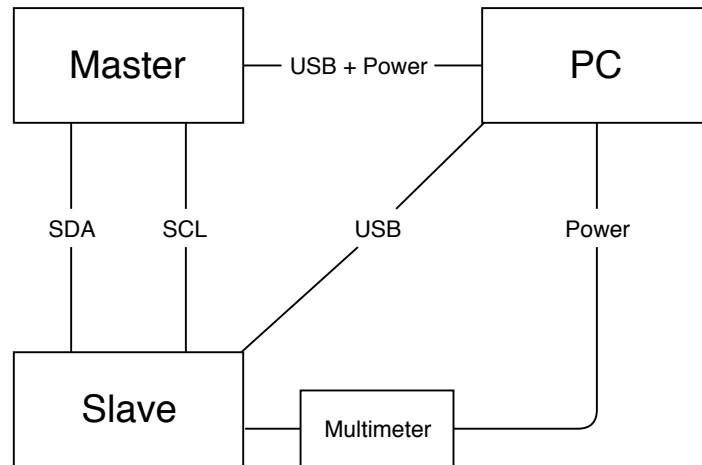 Master
USB + Power
PC
SDA
SCL
USB
Power
Slave
Multimeter